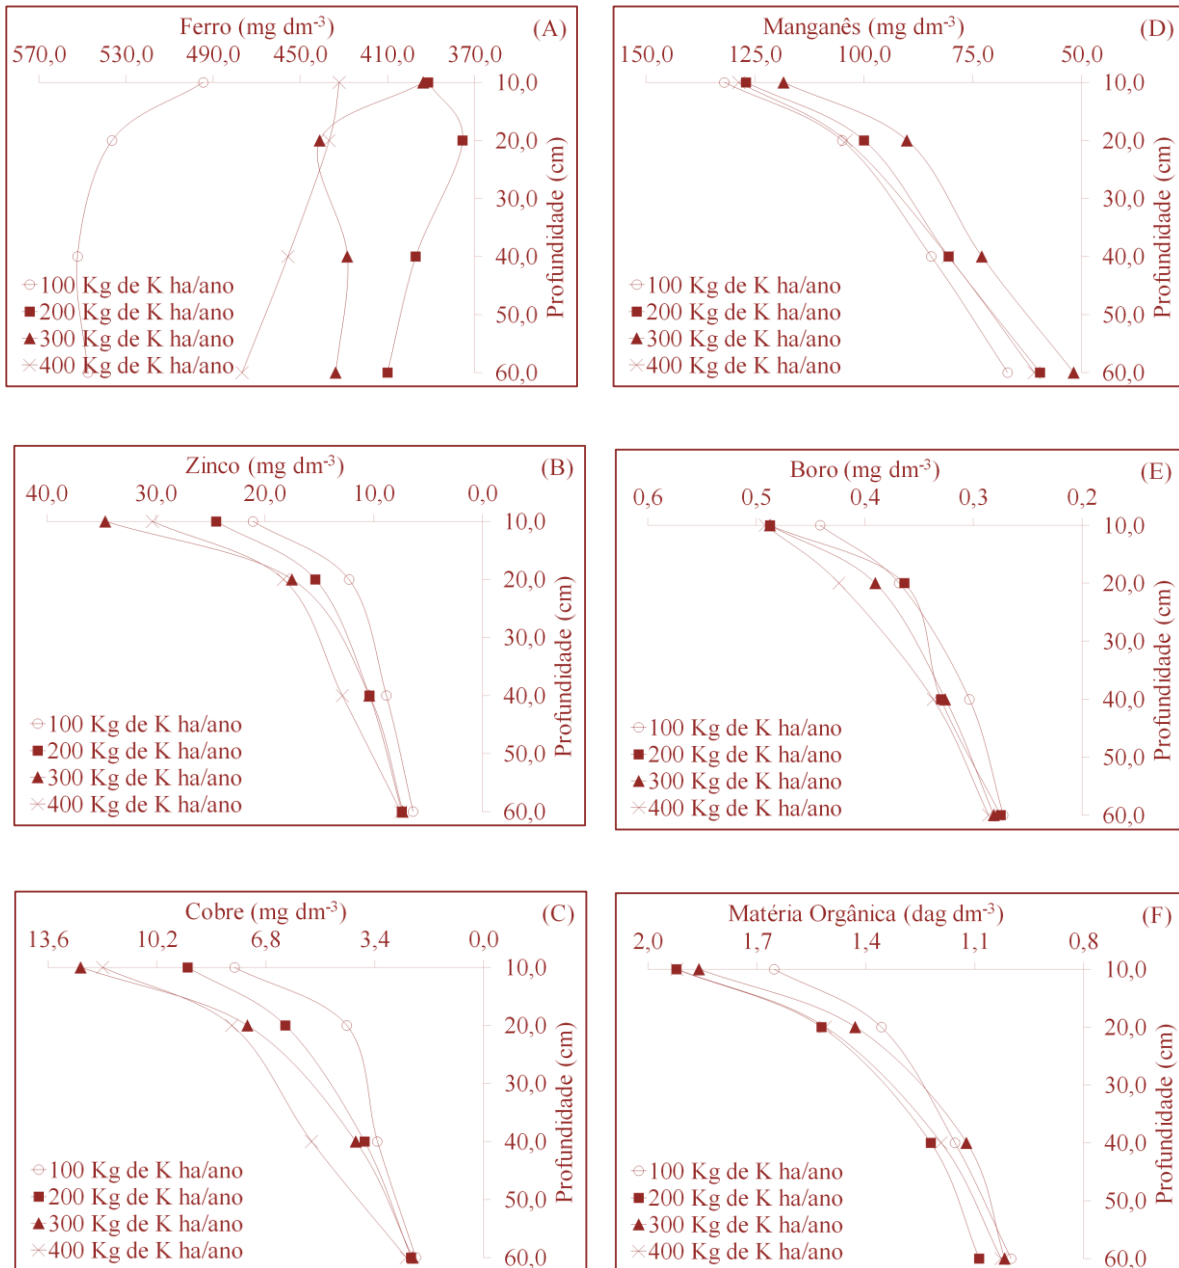 Ferro (mg dm-3) (A)
570,0 530,0 490,0 450,0 410,0 370,0
10,0
20,0
30,0
40,0
50,0
60,0
Profundidade (cm)
100 Kg de K ha/ano
200 Kg de K ha/ano
300 Kg de K ha/ano
400 Kg de K ha/ano
Manganês (mg dm-3) (D)
150,0 125,0 100,0 75,0 50,0
10,0
20,0
30,0
40,0
50,0
60,0
Profundidade (cm)
100 Kg de K ha/ano
200 Kg de K ha/ano
300 Kg de K ha/ano
400 Kg de K ha/ano
Zinco (mg dm-3) (B)
40,0 30,0 20,0 10,0 0,0
10,0
20,0
30,0
40,0
50,0
60,0
Profundidade (cm)
100 Kg de K ha/ano
200 Kg de K ha/ano
300 Kg de K ha/ano
400 Kg de K ha/ano
Boro (mg dm-3) (E)
0,6 0,5 0,4 0,3 0,2
10,0
20,0
30,0
40,0
50,0
60,0
Profundidade (cm)
100 Kg de K ha/ano
200 Kg de K ha/ano
300 Kg de K ha/ano
400 Kg de K ha/ano
Cobre (mg dm-3) (C)
13,6 10,2 6,8 3,4 0,0
10,0
20,0
30,0
40,0
50,0
60,0
Profundidade (cm)
100 Kg de K ha/ano
200 Kg de K ha/ano
300 Kg de K ha/ano
400 Kg de K ha/ano
Matéria Orgânica (dag dm-3) (F)
2,0 1,7 1,4 1,1 0,8
10,0
20,0
30,0
40,0
50,0
60,0
Profundidade (cm)
100 Kg de K ha/ano
200 Kg de K ha/ano
300 Kg de K ha/ano
400 Kg de K ha/ano